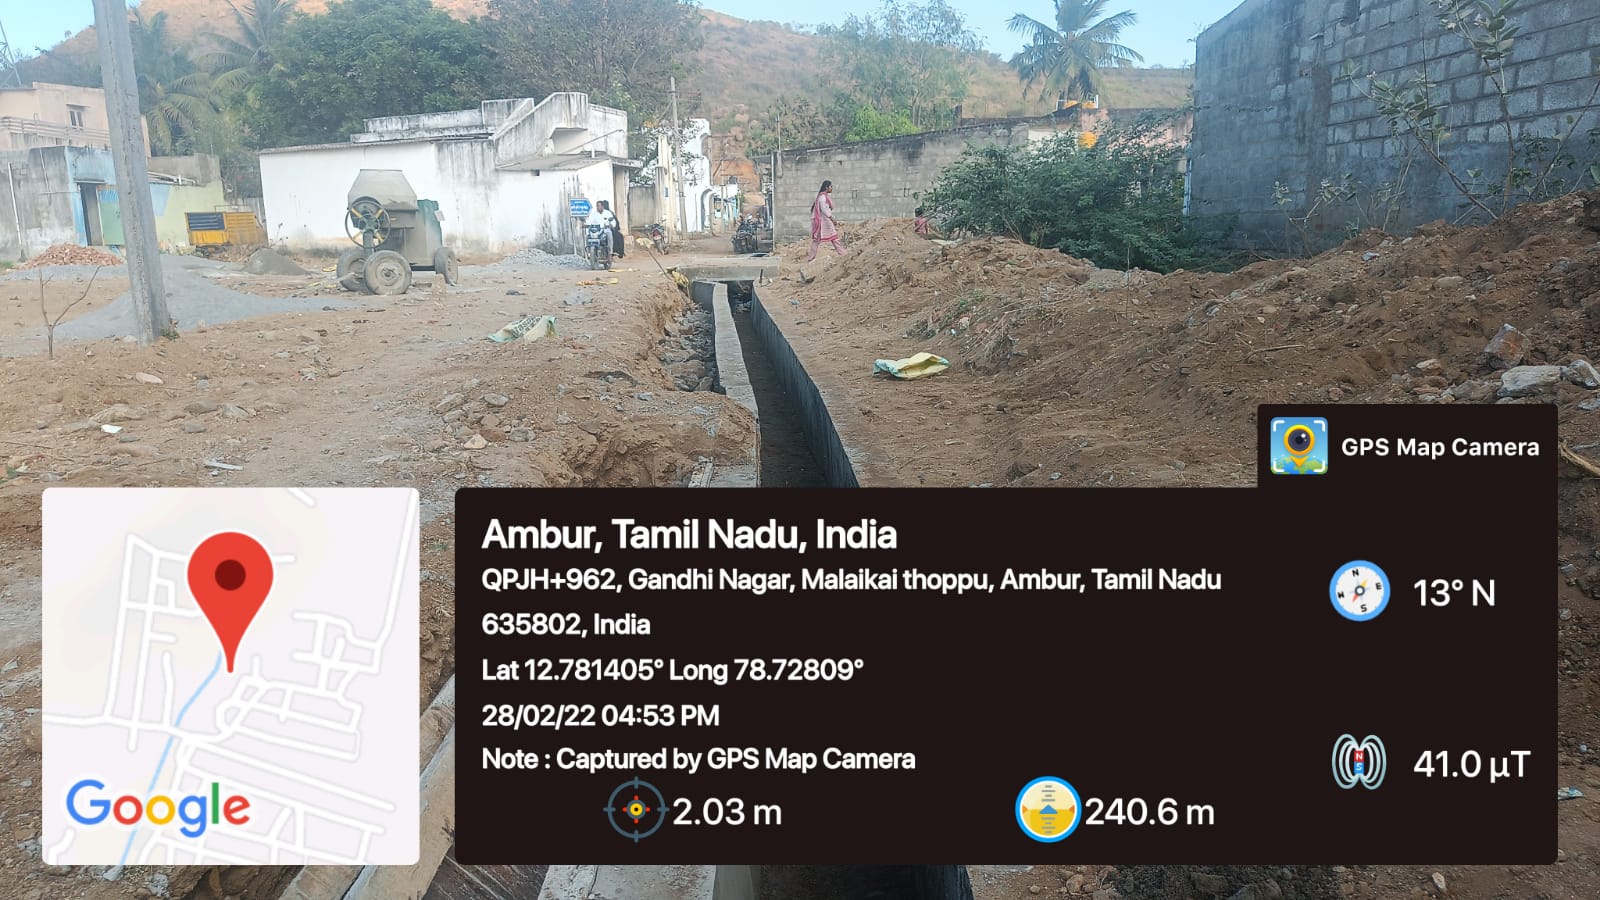 GPS Map Camera
Ambur, Tamil Nadu, India
QPJH+962, Gandhi Nagar, Malaikai thoppu, Ambur, Tamil Nadu
635802, India
Lat 12.781405° Long 78.72809°
28/02/22 04:53 PM
Note : Captured by GPS Map Camera
2.03 m
240.6 m
N
E
S
W
13° N
N
S
41.0 µT
Google